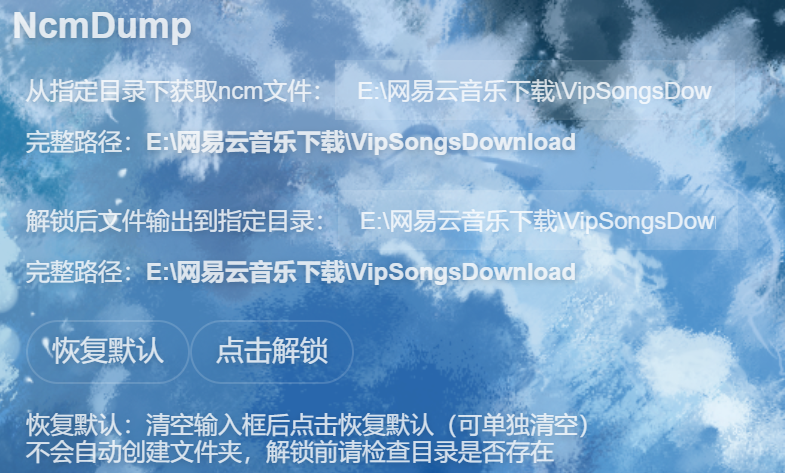 NcmDump
从指定目录下获取ncm文件： E:\网易云音乐下载\VipSongsDow
完整路径：E:\网易云音乐下载\VipSongsDownload
解锁后文件输出到指定目录： E:\网易云音乐下载\VipSongsDow
完整路径：E:\网易云音乐下载\VipSongsDownload
恢复默认 点击解锁
恢复默认：清空输入框后点击恢复默认（可单独清空）
不会自动创建文件夹，解锁前请检查目录是否存在